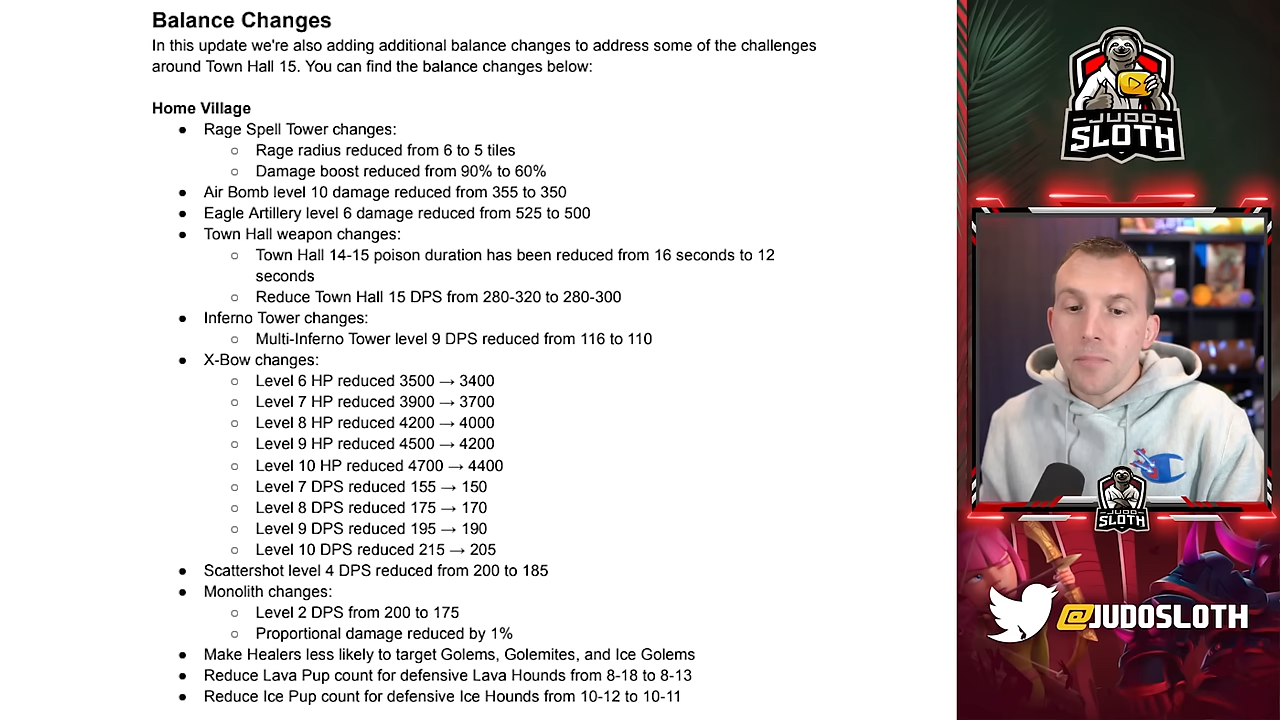 Balance Changes
In this update we're also adding additional balance changes to address some of the challenges
around Town Hall 15. You can find the balance changes below:
Home Village
● Rage Spell Tower changes:
○ Rage radius reduced from 6 to 5 tiles
○ Damage boost reduced from 90% to 60%
● Air Bomb level 10 damage reduced from 355 to 350
● Eagle Artillery level 6 damage reduced from 525 to 500
● Town Hall weapon changes:
○ Town Hall 14-15 poison duration has been reduced from 16 seconds to 12
seconds
○ Reduce Town Hall 15 DPS from 280-320 to 280-300
● Inferno Tower changes:
○ Multi-Inferno Tower level 9 DPS reduced from 116 to 110
● X-Bow changes:
○ Level 6 HP reduced 3500 → 3400
○ Level 7 HP reduced 3900 → 3700
○ Level 8 HP reduced 4200 → 4000
○ Level 9 HP reduced 4500 → 4200
○ Level 10 HP reduced 4700 → 4400
○ Level 7 DPS reduced 155 → 150
○ Level 8 DPS reduced 175 → 170
○ Level 9 DPS reduced 195 → 190
○ Level 10 DPS reduced 215 → 205
● Scattershot level 4 DPS reduced from 200 to 185
● Monolith changes:
○ Level 2 DPS from 200 to 175
○ Proportional damage reduced by 1%
● Make Healers less likely to target Golems, Golemites, and Ice Golems
● Reduce Lava Pup count for defensive Lava Hounds from 8-18 to 8-13
● Reduce Ice Pup count for defensive Ice Hounds from 10-12 to 10-11
JUDO
SLOTH
JUDO
SLOTH
@JUDOSLOTH